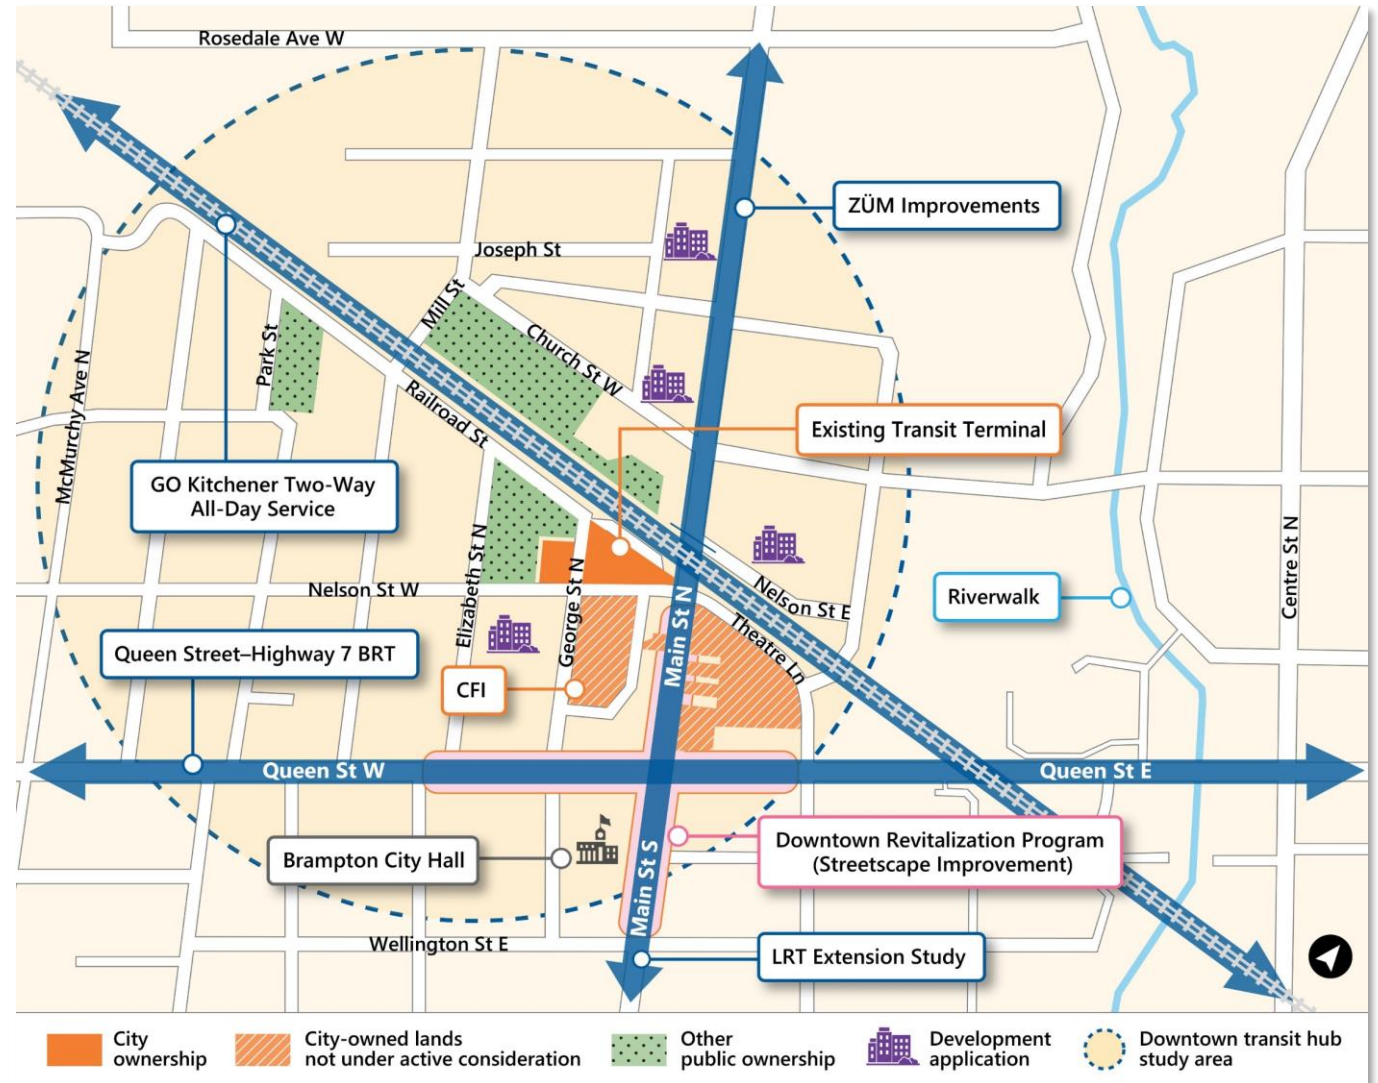 Rosedale Ave W
ZÜM Improvements
Joseph St
Mill St
Church St W
Park St
McMurchy Ave N
Railroad St
Existing Transit Terminal
GO Kitchener Two-Way
All-Day Service
Elizabeth St N
George St N
Nelson St W
Nelson St E
Riverwalk
Centre St N
Main St N
Theatre Ln
Queen Street–Highway 7 BRT
CFI
Queen St W
Queen St E
Brampton City Hall
Main St S
Downtown Revitalization Program
(Streetscape Improvement)
Wellington St E
LRT Extension Study
City
ownership
City-owned lands
not under active consideration
Other
public ownership
Development
application
Downtown transit hub
study area